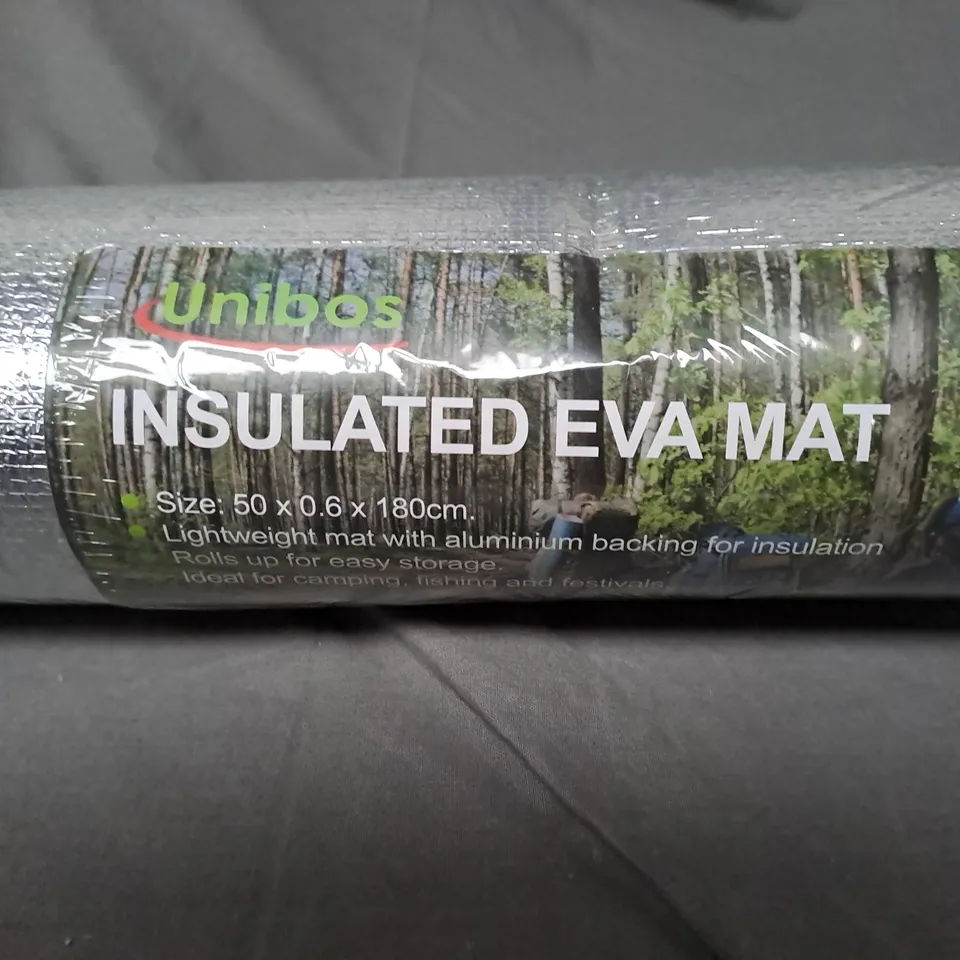 Unibos
INSULATED EVA MAT
Size: 50 x 0.6 x 180cm.
Lightweight mat with aluminium backing for insulation
Rolls up for easy storage.
Ideal for camping, fishing and festivals.